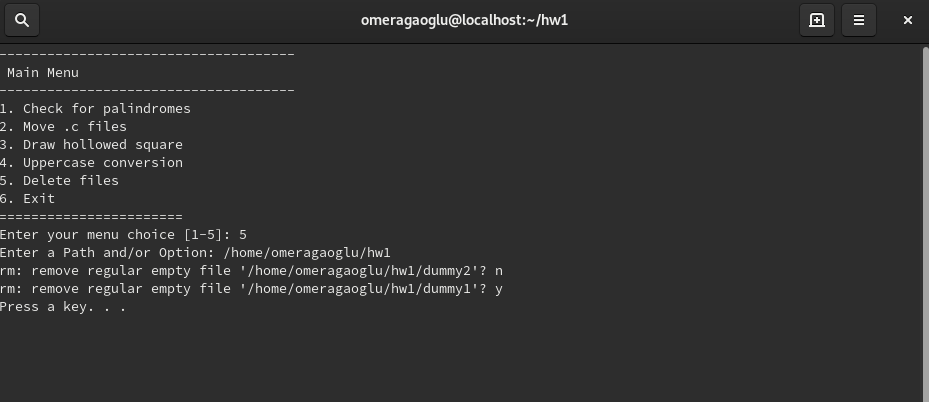 omeragaoglu@localhost:~/hw1
-------------------------------------
Main Menu
-------------------------------------
1. Check for palindromes
2. Move .c files
3. Draw hollowed square
4. Uppercase conversion
5. Delete files
6. Exit
=======================
Enter your menu choice [1-5]: 5
Enter a Path and/or Option: /home/omeragaoglu/hw1
rm: remove regular empty file '/home/omeragaoglu/hw1/dummy2'? n
rm: remove regular empty file '/home/omeragaoglu/hw1/dummy1'? y
Press a key. . .